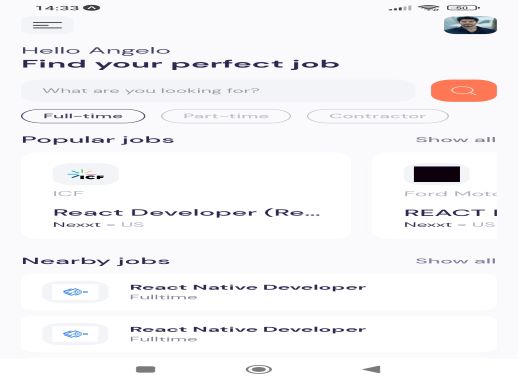 14:33
50
Hello Angelo
Find your perfect job
What are you looking for?
Full-time Part-time Contractor
Popular jobs Show all
ICF
ICF Ford Moto
React Developer (Re... REACT
Nexxt - US Nexxt - US
Nearby jobs Show all
React Native Developer
Fulltime
React Native Developer
Fulltime